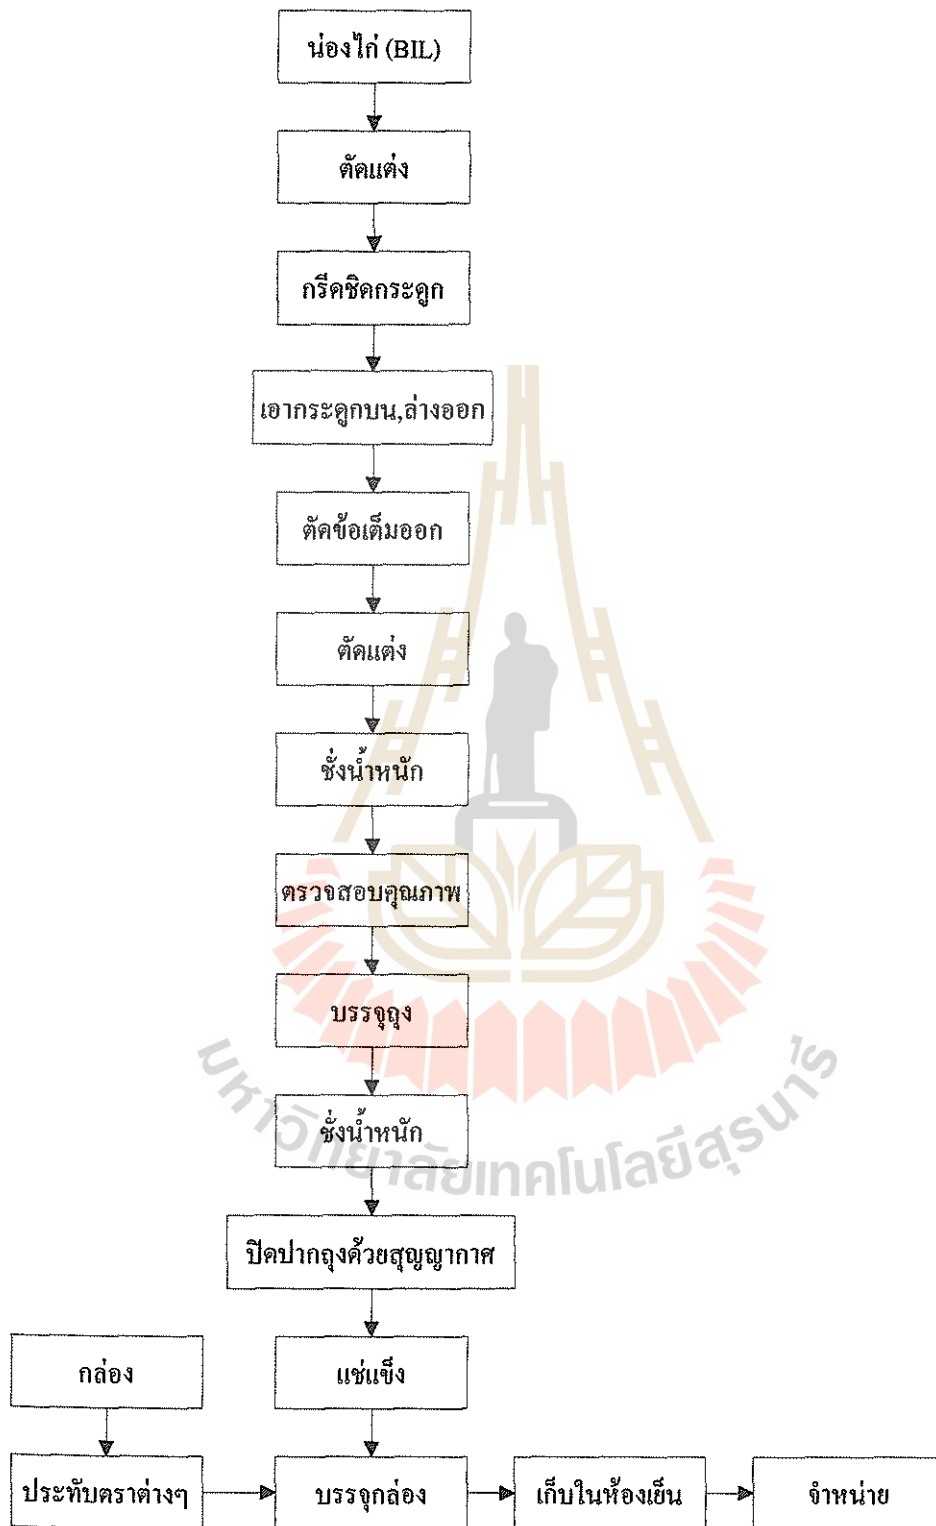 น่องไก่ (BIL)
ตัดแต่ง
กรีดชิดกระดูก
เอากระดูกบน,ล่างออก
ตัดข้อเต็มออก
ตัดแต่ง
ชั่งน้ำหนัก
ตรวจสอบคุณภาพ
บรรจุถุง
ชั่งน้ำหนัก
มหาวิทยาลัยเทคโนโลยีสุรนารี
ปิดปากถุงด้วยสุญญากาศ
กล่อง
แช่แข็ง
ประทับตราต่างๆ
บรรจุกล่อง
เก็บในห้องเย็น
จำหน่าย